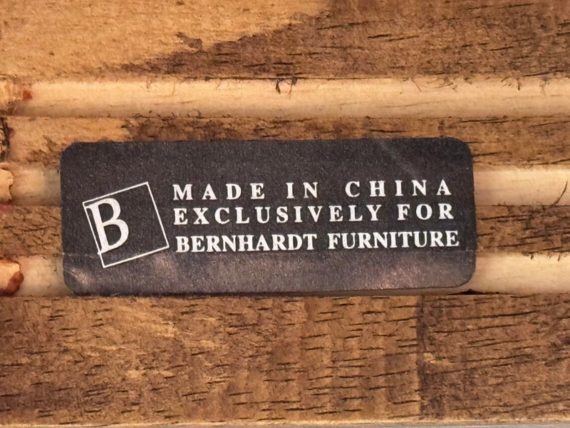 B
MADE IN CHINA
EXCLUSIVELY FOR
BERNHARDT FURNITURE